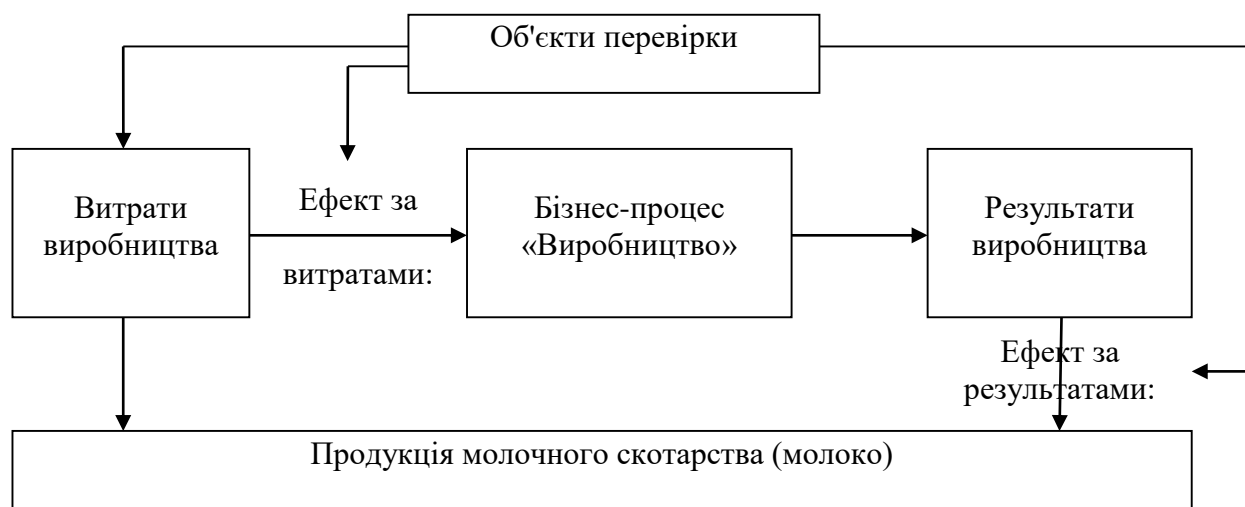 Об'єкти перевірки
Витрати
виробництва
Ефект за
витратами:
Бізнес-процес
«Виробництво»
Результати
виробництва
Ефект за
результатами:
Продукція молочного скотарства (молоко)